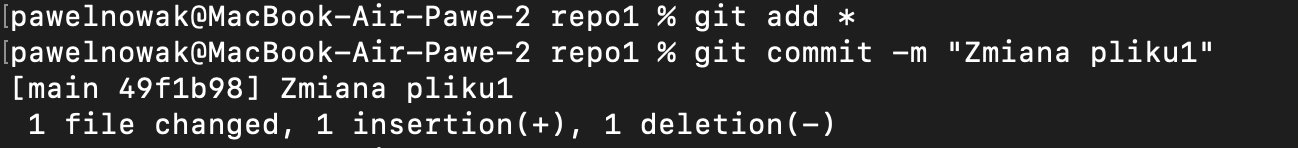 [pawelnowak@MacBook-Air-Pawe-2 repo1 % git add *
[pawelnowak@MacBook-Air-Pawe-2 repo1 % git commit -m "Zmiana pliku1"
[main 49f1b98] Zmiana pliku1
 1 file changed, 1 insertion(+), 1 deletion(-)